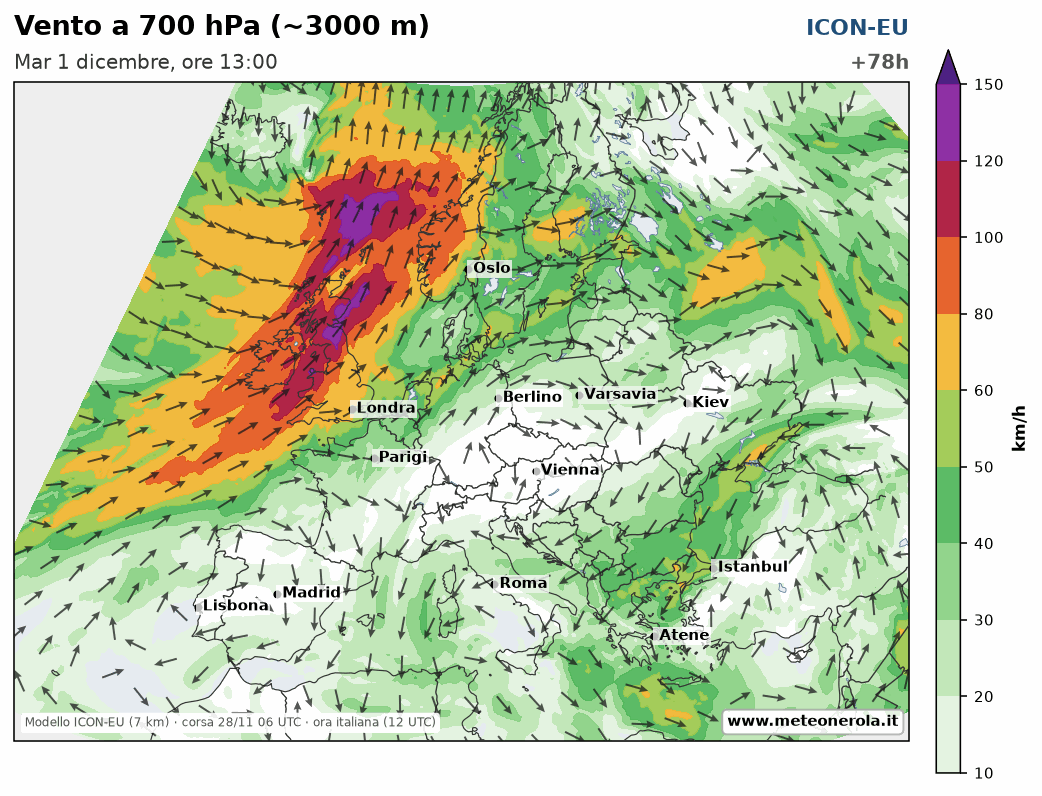 Vento a 700 hPa (~3000 m)
ICON-EU
Mar 1 dicembre, ore 13:00
+78h
150
120
100
80
60
50
40
30
20
10
km/h
Oslo
Berlino
Varsavia
Kiev
Londra
Parigi
Vienna
Istanbul
Roma
Madrid
Lisbona
Atene
Modello ICON-EU (7 km) · corsa 28/11 06 UTC · ora italiana (12 UTC)
www.meteonerola.it